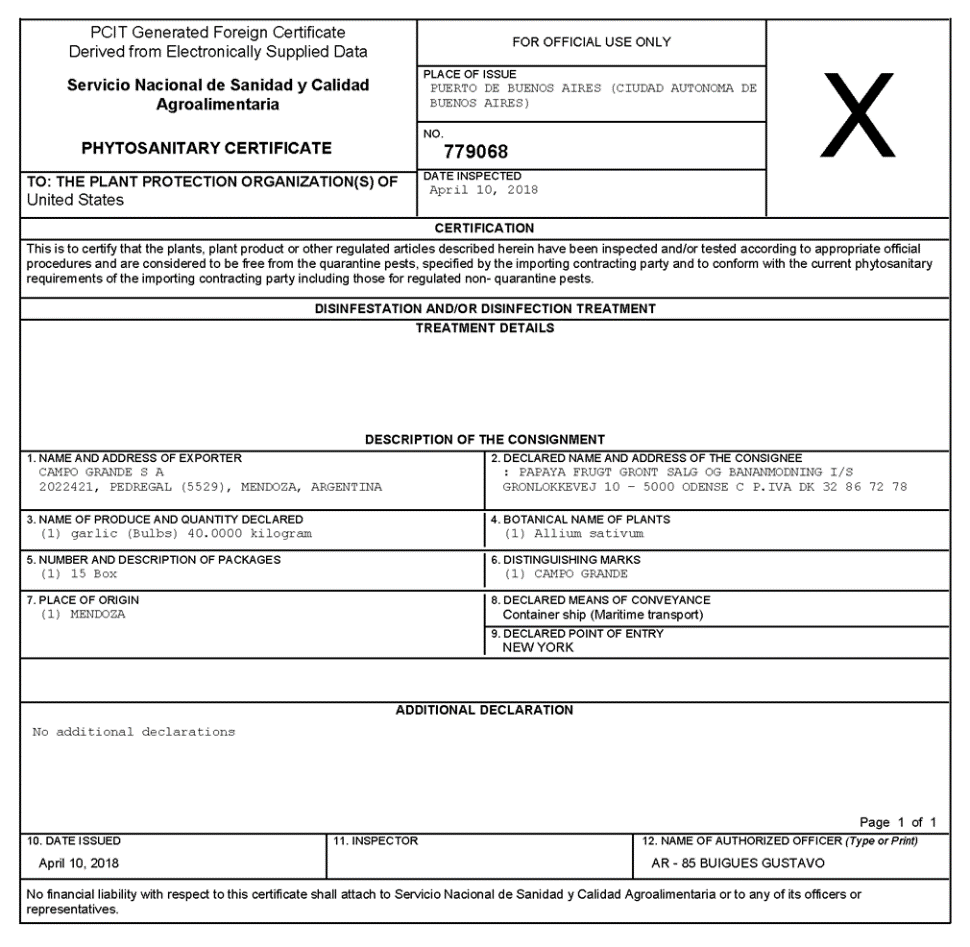 PCIT Generated Foreign Certificate
Derived from Electronically Supplied Data
Servicio Nacional de Sanidad y Calidad
Agroalimentaria
PHYTOSANITARY CERTIFICATE
TO: THE PLANT PROTECTION ORGANIZATION(S) OF
United States
FOR OFFICIAL USE ONLY
PLACE OF ISSUE
PUERTO DE BUENOS AIRES (CIUDAD AUTONOMA DE
BUENOS AIRES)
NO.
779068
DATE INSPECTED
April 10, 2018
X
CERTIFICATION
This is to certify that the plants, plant product or other regulated articles described herein have been inspected and/or tested according to appropriate official
procedures and are considered to be free from the quarantine pests, specified by the importing contracting party and to conform with the current phytosanitary
requirements of the importing contracting party including those for regulated non- quarantine pests.
DISINFESTATION AND/OR DISINFECTION TREATMENT
TREATMENT DETAILS
DESCRIPTION OF THE CONSIGNMENT
1. NAME AND ADDRESS OF EXPORTER
CAMPO GRANDE S A
2022421, PEDREGAL (5529), MENDOZA, ARGENTINA
2. DECLARED NAME AND ADDRESS OF THE CONSIGNEE
: PAPAYA FRUGT GRONT SALG OG BANANMODNING I/S
GRONLOKKEVEJ 10 - 5000 ODENSE C P.IVA DK 32 86 72 78
3. NAME OF PRODUCE AND QUANTITY DECLARED
(1) garlic (Bulbs) 40.0000 kilogram
4. BOTANICAL NAME OF PLANTS
(1) Allium sativum
5. NUMBER AND DESCRIPTION OF PACKAGES
(1) 15 Box
6. DISTINGUISHING MARKS
(1) CAMPO GRANDE
7. PLACE OF ORIGIN
(1) MENDOZA
8. DECLARED MEANS OF CONVEYANCE
Container ship (Maritime transport)
9. DECLARED POINT OF ENTRY
NEW YORK
ADDITIONAL DECLARATION
No additional declarations
Page 1 of 1
10. DATE ISSUED
April 10, 2018
11. INSPECTOR
12. NAME OF AUTHORIZED OFFICER (Type or Print)
AR - 85 BUIGUES GUSTAVO
No financial liability with respect to this certificate shall attach to Servicio Nacional de Sanidad y Calidad Agroalimentaria or to any of its officers or
representatives.